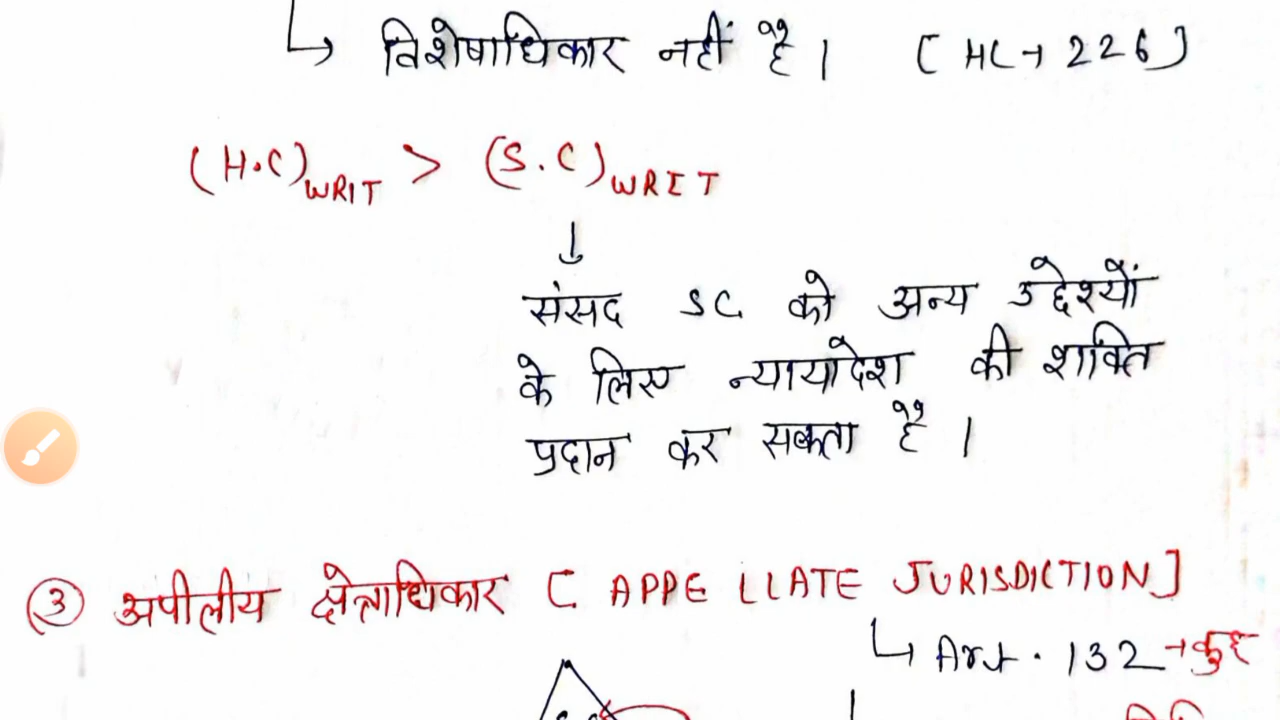 ↳ विशेषाधिकार नहीं है। [HC → 226]
(H.C)WRIT > (S.C)WRIT
↓
संसद SC को अन्य उद्देश्यों
के लिए न्यायादेश की शक्ति
प्रदान कर सकता है।
③ अपीलीय क्षेत्राधिकार [APPELLATE JURISDICTION]
↳ Art. 132 →